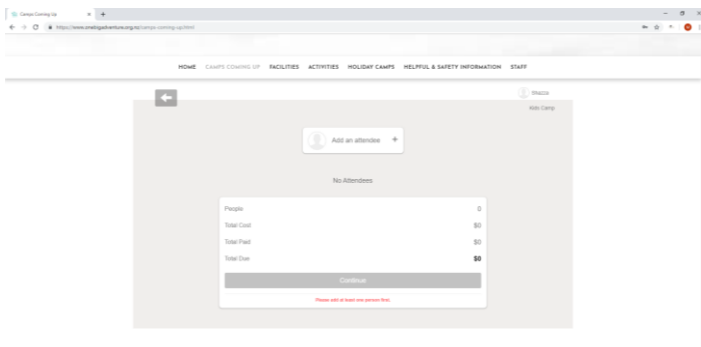 Camps Coming Up
https://www.onebigadventure.org.nz/camps-coming-up.html
HOME CAMPS COMING UP FACILITIES ACTIVITIES HOLIDAY CAMPS HELPFUL & SAFETY INFORMATION STAFF
Kids Camp
Add an attendee +
No Attendees
People 0
Total Cost $0
Total Paid $0
Total Due $0
Continue
Please add at least one person first.